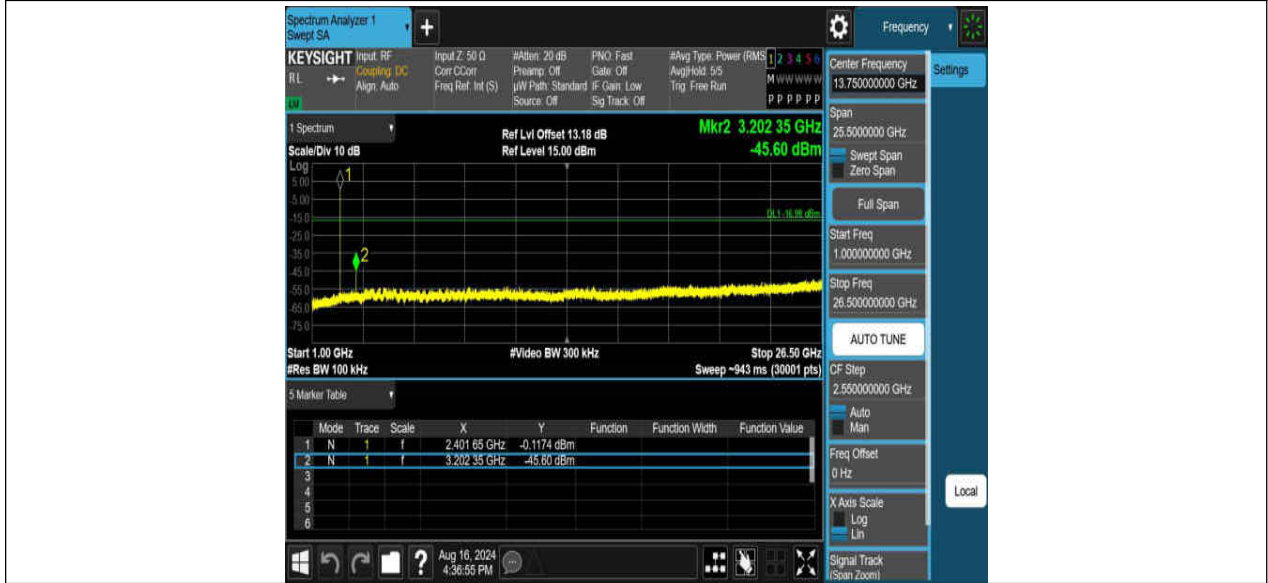 Spectrum Analyzer 1
Swept SA
+
Frequency
KEYSIGHT
RL
Input: RF
Coupling: DC
Align: Auto
Input Z: 50 Ω
Corr CCorr
Freq Ref: Int (S)
#Atten: 20 dB
Preamp: Off
µW Path: Standard
Source: Off
PNO: Fast
Gate: Off
IF Gain: Low
Sig Track: Off
#Avg Type: Power (RMS
Avg|Hold: 5/5
Trig: Free Run
1 2 3 4 5 6
M W W W W W
P P P P P P
1 Spectrum
Scale/Div 10 dB
Ref Lvl Offset 13.18 dB
Ref Level 15.00 dBm
Mkr2 3.202 35 GHz
-45.60 dBm
Log
5.00
-5.00
-15.0
-25.0
-35.0
-45.0
-55.0
-65.0
-75.0
1
2
DL1 -16.98 dBm
Start 1.00 GHz
#Res BW 100 kHz
#Video BW 300 kHz
Stop 26.50 GHz
Sweep ~943 ms (30001 pts)
5 Marker Table
Mode Trace Scale X Y Function Function Width Function Value
1 N 1 f 2.401 65 GHz -0.1174 dBm
2 N 1 f 3.202 35 GHz -45.60 dBm
3
4
5
6
Aug 16, 2024
4:36:55 PM
?
Center Frequency
13.750000000 GHz
Span
25.5000000 GHz
Swept Span
Zero Span
Full Span
Start Freq
1.000000000 GHz
Stop Freq
26.500000000 GHz
AUTO TUNE
CF Step
2.550000000 GHz
Auto
Man
Freq Offset
0 Hz
X Axis Scale
Log
Lin
Signal Track
(Span Zoom)
Settings
Local